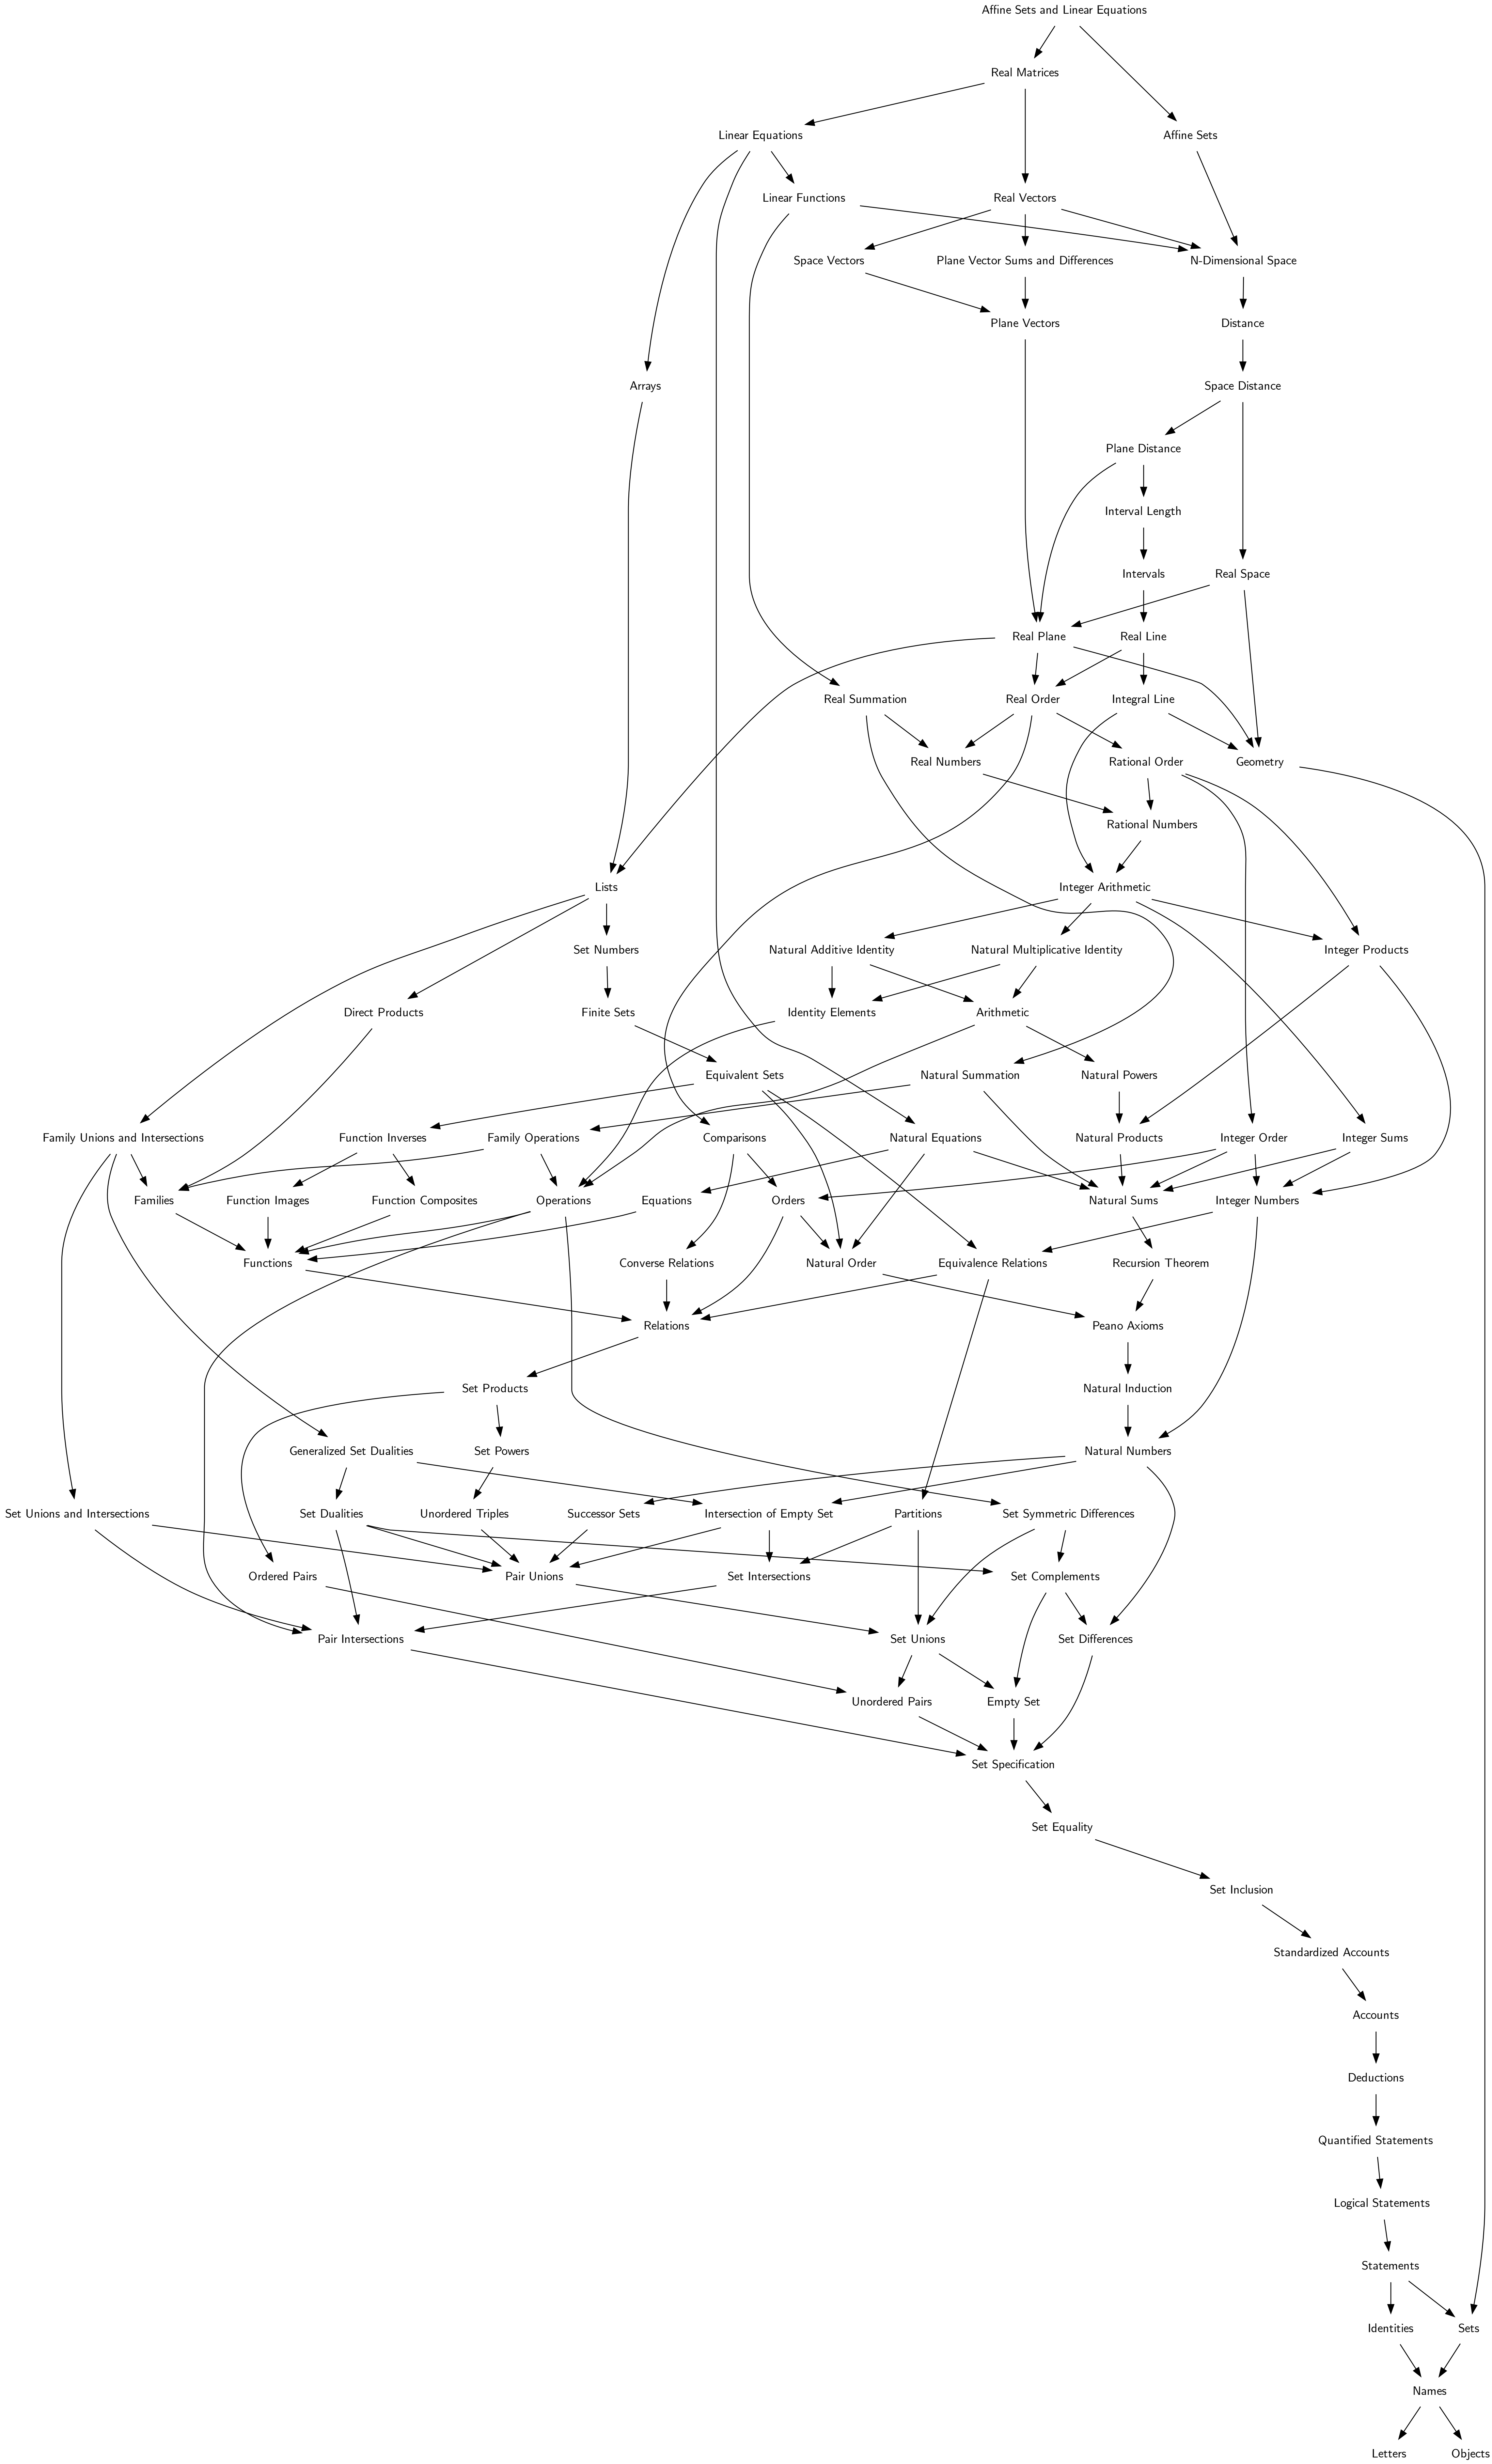 Affine Sets and Linear Equations
Real Matrices
Linear Equations
Affine Sets
Linear Functions
Real Vectors
Space Vectors
Plane Vector Sums and Differences
N-Dimensional Space
Plane Vectors
Distance
Arrays
Space Distance
Plane Distance
Interval Length
Intervals
Real Space
Real Plane
Real Line
Real Summation
Real Order
Integral Line
Real Numbers
Rational Order
Geometry
Rational Numbers
Lists
Integer Arithmetic
Set Numbers
Natural Additive Identity
Natural Multiplicative Identity
Integer Products
Direct Products
Finite Sets
Identity Elements
Arithmetic
Equivalent Sets
Natural Summation
Natural Powers
Family Unions and Intersections
Function Inverses
Family Operations
Comparisons
Natural Equations
Natural Products
Integer Order
Integer Sums
Families
Function Images
Function Composites
Operations
Equations
Orders
Natural Sums
Integer Numbers
Functions
Converse Relations
Natural Order
Equivalence Relations
Recursion Theorem
Relations
Peano Axioms
Set Products
Natural Induction
Generalized Set Dualities
Set Powers
Natural Numbers
Set Unions and Intersections
Set Dualities
Unordered Triples
Successor Sets
Intersection of Empty Set
Partitions
Set Symmetric Differences
Ordered Pairs
Pair Unions
Set Intersections
Set Complements
Pair Intersections
Set Unions
Set Differences
Unordered Pairs
Empty Set
Set Specification
Set Equality
Set Inclusion
Standardized Accounts
Accounts
Deductions
Quantified Statements
Logical Statements
Statements
Identities
Sets
Names
Letters
Objects